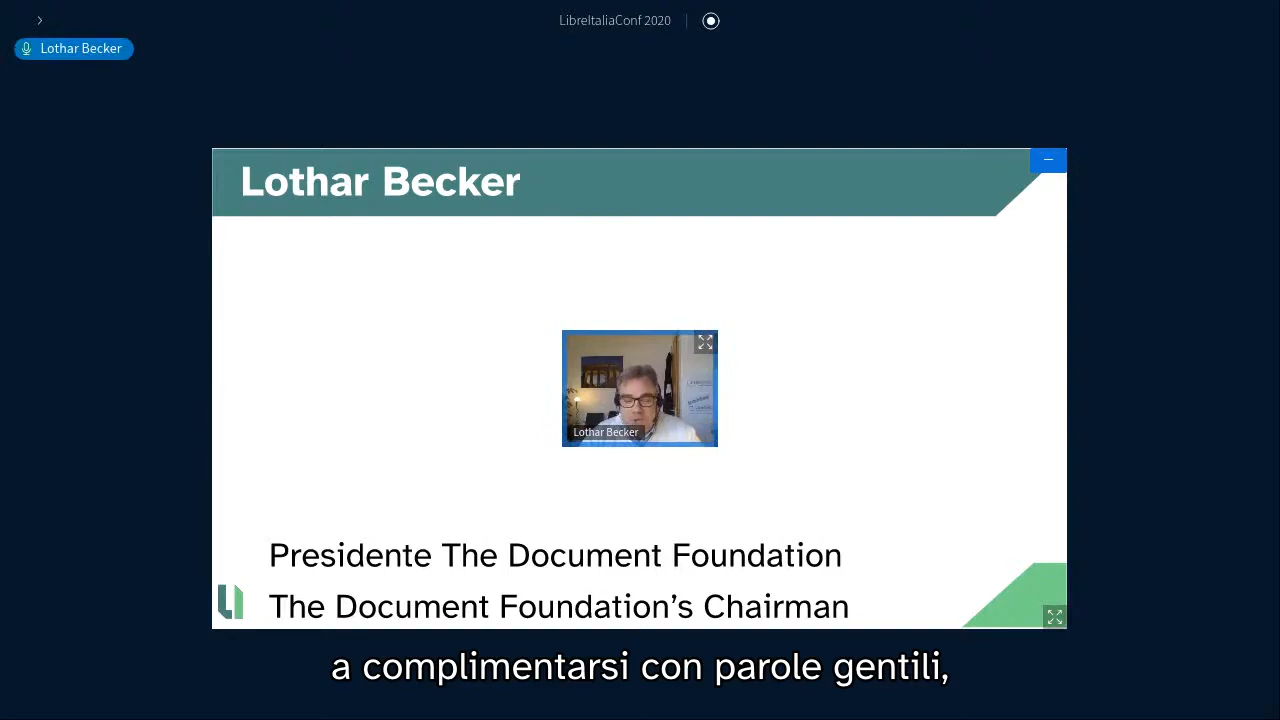 LibreItaliaConf 2020
Lothar Becker
Lothar Becker
Lothar Becker
Presidente The Document Foundation
The Document Foundation’s Chairman
a complimentarsi con parole gentili,